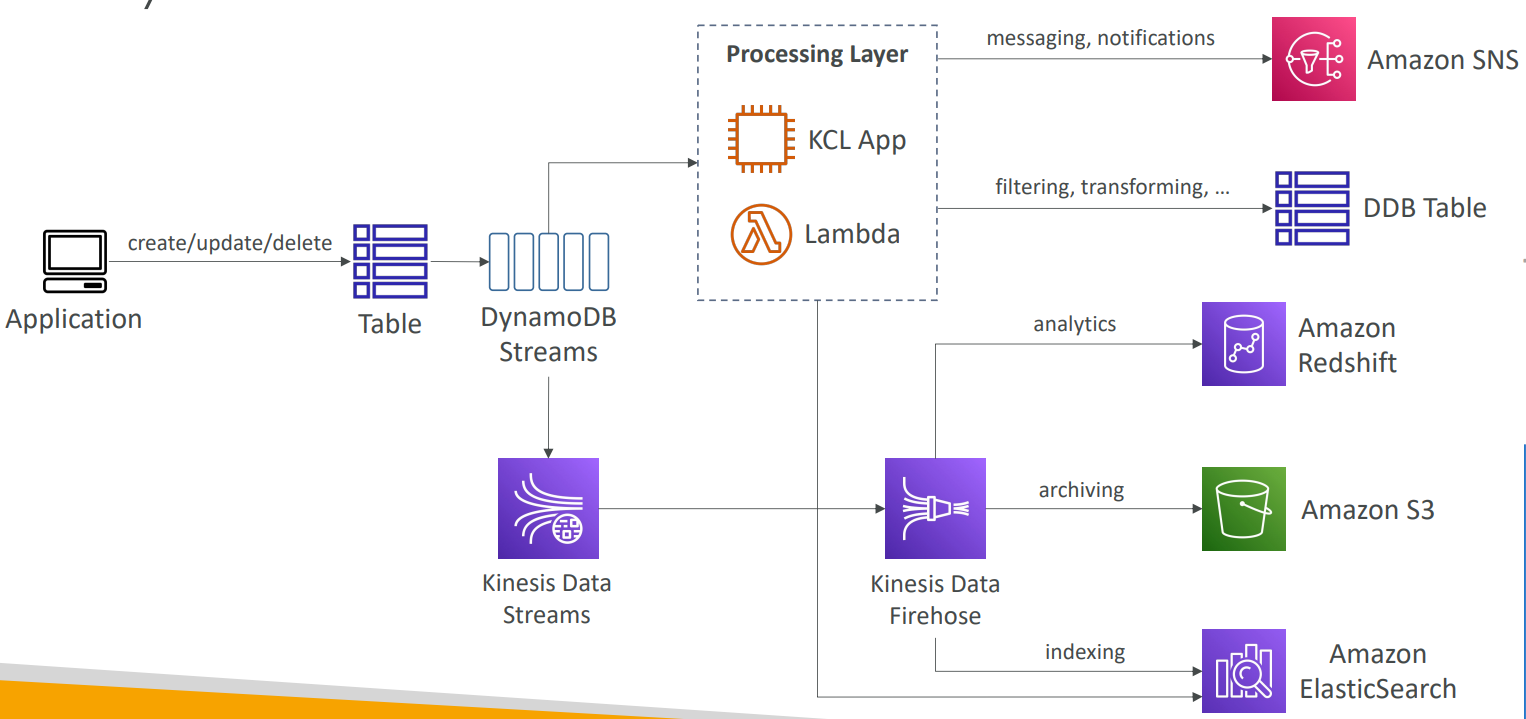 Processing Layer
KCL App
Lambda
messaging, notifications
Amazon SNS
filtering, transforming, ...
DDB Table
create/update/delete
Application
Table
DynamoDB
Streams
analytics
Amazon
Redshift
archiving
Amazon S3
Kinesis Data
Streams
Kinesis Data
Firehose
indexing
Amazon
ElasticSearch